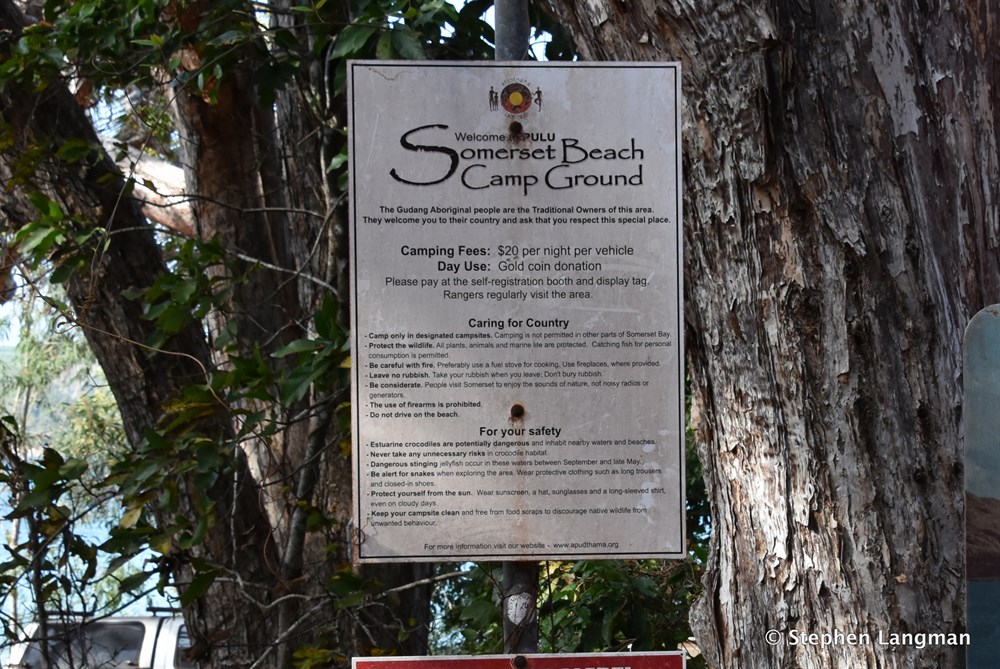 Welcome PULU
Somerset Beach
Camp Ground
The Gudang Aboriginal people are the Traditional Owners of this area.
They welcome you to their country and ask that you respect this special place.
Camping Fees: $20 per night per vehicle
Day Use: Gold coin donation
Please pay at the self-registration booth and display tag.
Rangers regularly visit the area.
Caring for Country
- Camp only in designated campsites. Camping is not permitted in other parts of Somerset Bay.
- Protect the wildlife. All plants, animals and marine life are protected. Catching fish for personal
consumption is permitted.
- Be careful with fire. Preferably use a fuel stove for cooking. Use fireplaces, where provided.
- Leave no rubbish. Take your rubbish when you leave. Don't bury rubbish.
- Be considerate. People visit Somerset to enjoy the sounds of nature, not noisy radios or
generators.
- The use of firearms is prohibited.
- Do not drive on the beach.
For your safety
- Estuarine crocodiles are potentially dangerous and inhabit nearby waters and beaches.
- Never take any unnecessary risks in crocodile habitat.
- Dangerous stinging jellyfish occur in these waters between September and late May.
- Be alert for snakes when exploring the area. Wear protective clothing such as long trousers
and closed-in shoes.
- Protect yourself from the sun. Wear sunscreen, a hat, sunglasses and a long-sleeved shirt,
even on cloudy days.
- Keep your campsite clean and free from food scraps to discourage native wildlife from
unwanted behaviour.
For more information visit our website - www.apudthama.org
© Stephen Langman